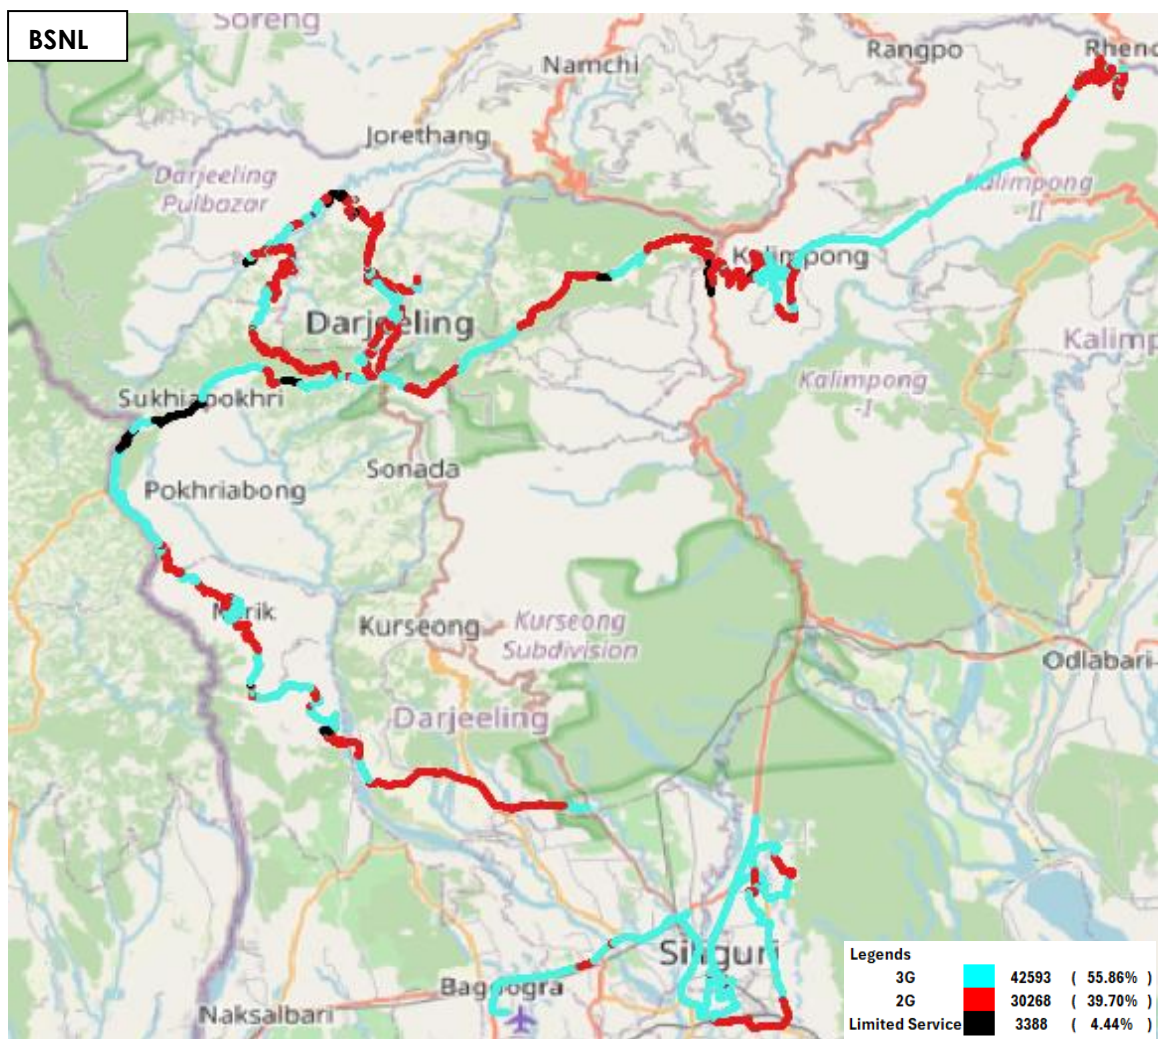 BSNL
Soreng
Namchi
Rangpo
Rhenc
Jorethang
Darjeeling
Pulbazar
Kalimpong
II
Kalimpong
Darjeeling
Kalimp
Kalimpong
-I
Sukhiapokhri
Sonada
Pokhriabong
Mirik
Kurseong
Kurseong
Subdivision
Odlabari
Darjeeling
Siliguri
Bagdogra
Naksalbari
Legends
3G 42593 ( 55.86% )
2G 30268 ( 39.70% )
Limited Service 3388 ( 4.44% )